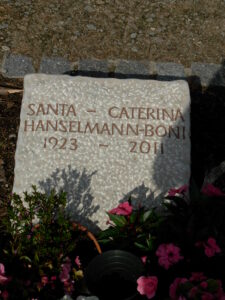 SANTA - CATERINA
HANSELMANN-BONI
1923 - 2011